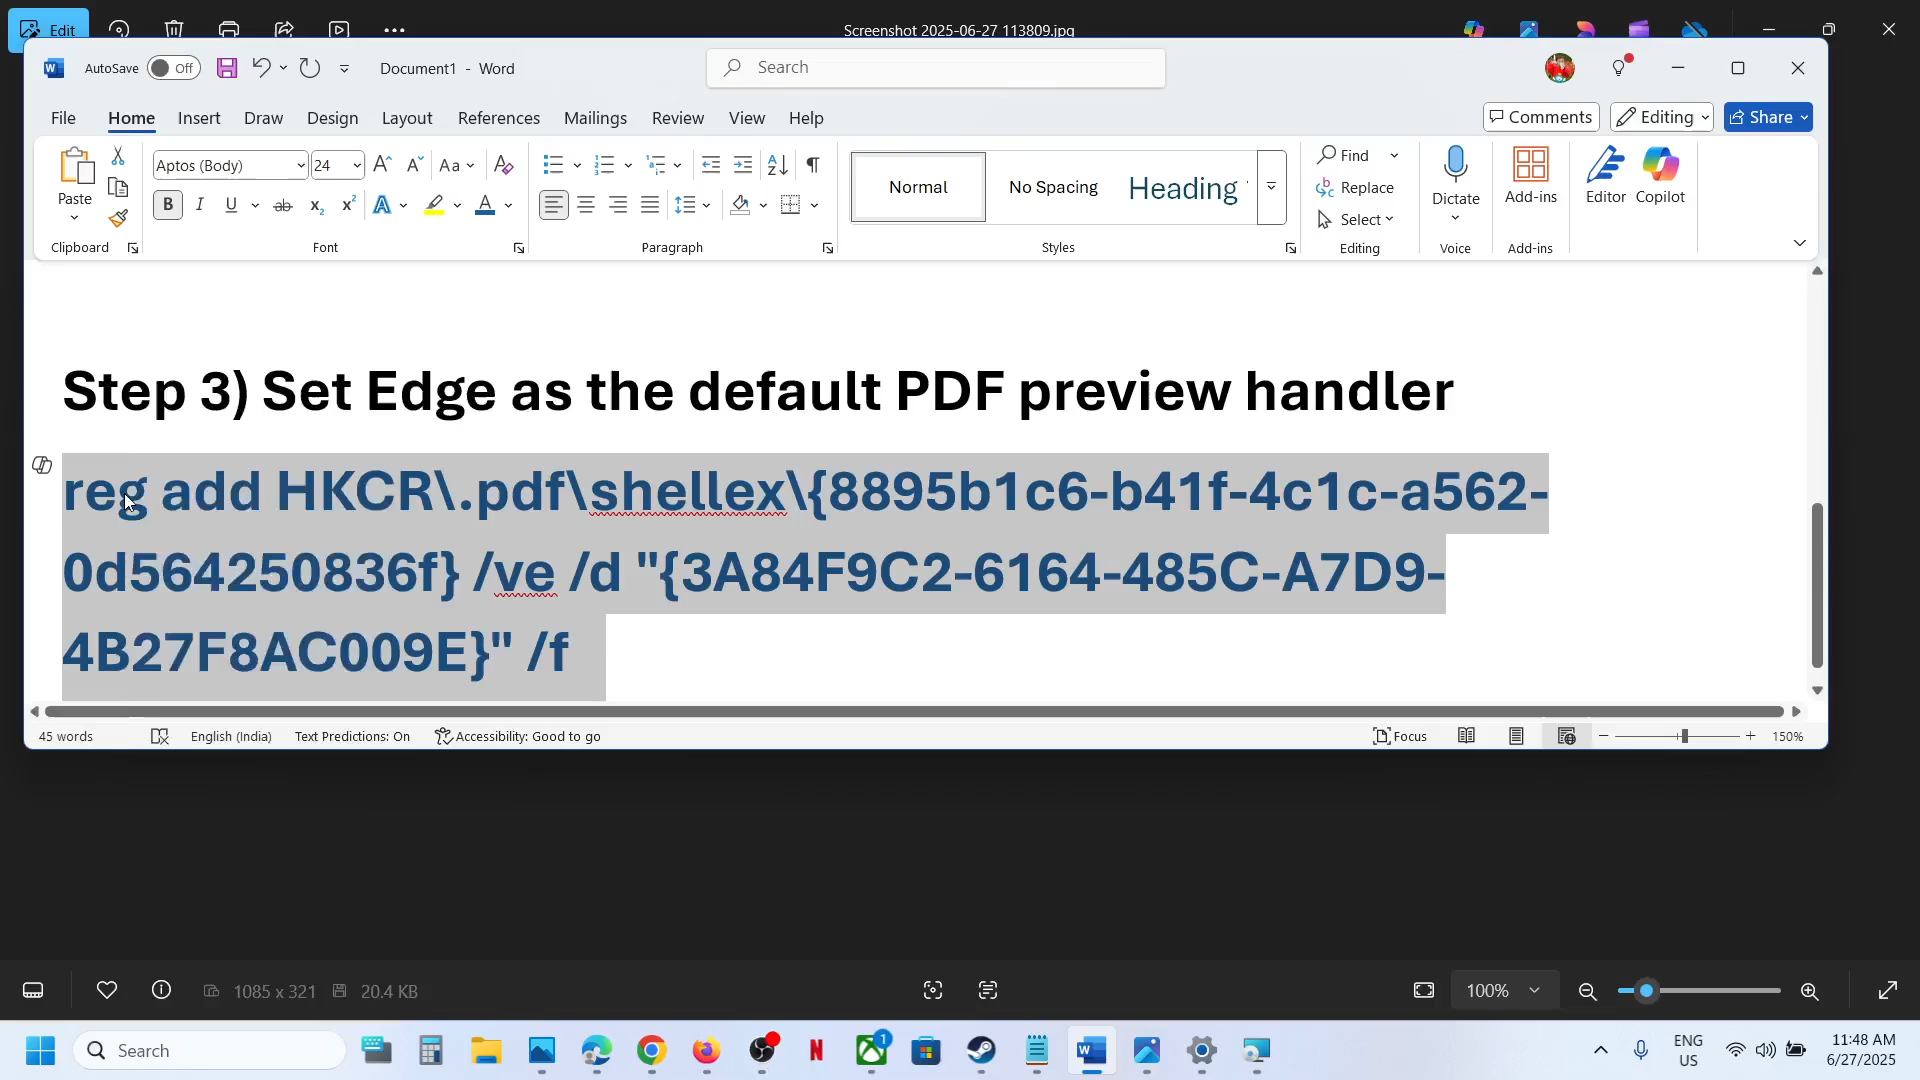 Edit
Screenshot 2025-06-27 113809.jpg
AutoSave Off Document1 - Word Search
File Home Insert Draw Design Layout References Mailings Review View Help Comments Editing Share
Paste Aptos (Body) 24 Aa Normal No Spacing Heading Find Replace Select Dictate Add-ins Editor Copilot
Clipboard Font Paragraph Styles Editing Voice Add-ins
Step 3) Set Edge as the default PDF preview handler
reg add HKCR\.pdf\shellex\{8895b1c6-b41f-4c1c-a562-
0d564250836f} /ve /d "{3A84F9C2-6164-485C-A7D9-
4B27F8AC009E}" /f
45 words English (India) Text Predictions: On Accessibility: Good to go Focus 150%
1085 x 321 20.4 KB 100%
Search 1 ENG 11:48 AM
US 6/27/2025